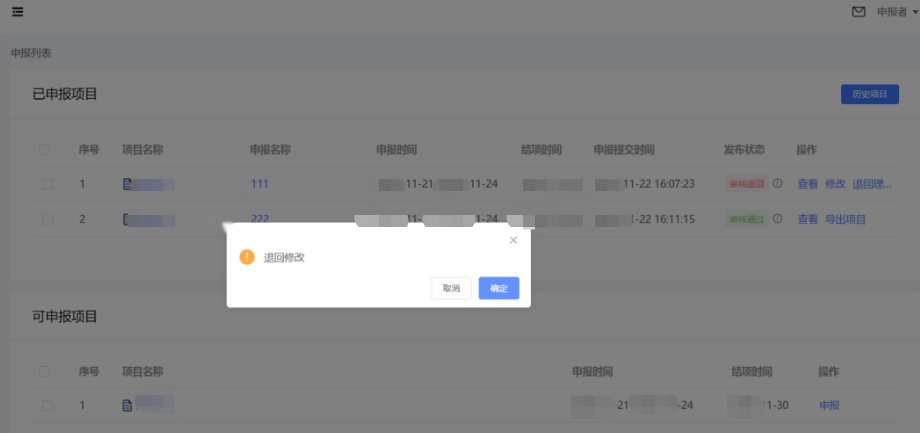 申报者
申报列表
已申报项目
历史项目
序号 项目名称 申报名称 申报时间 结项时间 申报提交时间 发布状态 操作
1 111 11-21 11-24 11-22 16:07:23 审核退回 查看 修改 退回理...
2 222 11- 1-24 1-22 16:11:15 审核通过 查看 导出项目
退回修改
取消 确定
可申报项目
序号 项目名称 申报时间 结项时间 操作
1 21 -24 1-30 申报